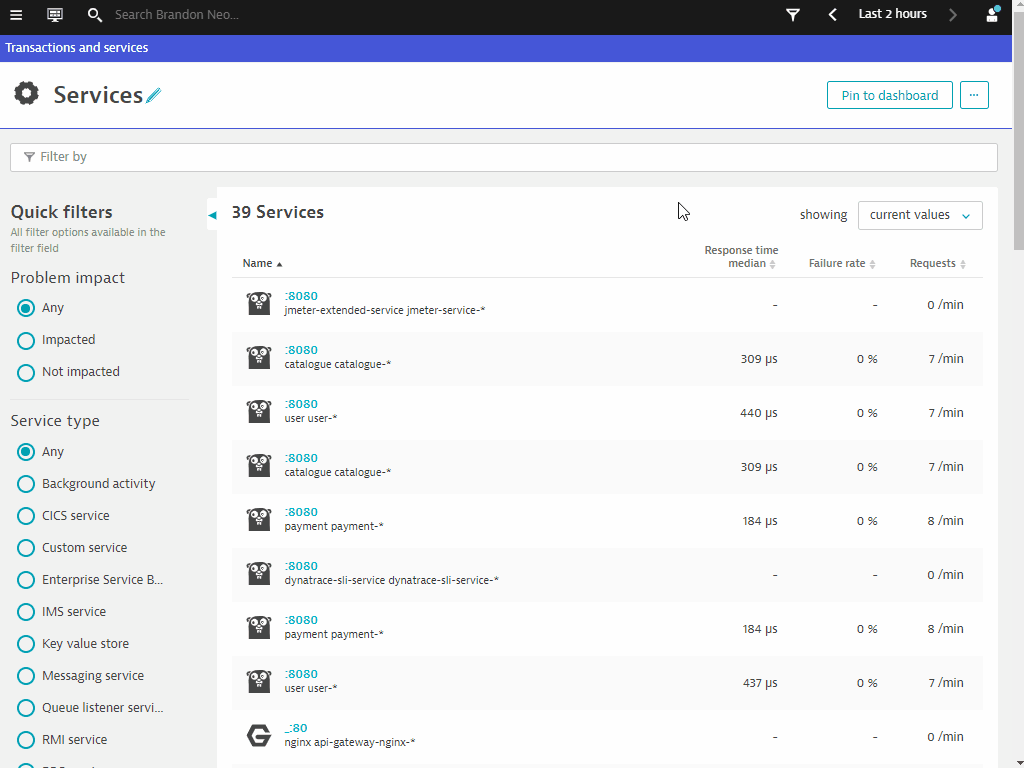 Search Brandon Neo...
Last 2 hours
Transactions and services
Services
Pin to dashboard
...
Filter by
Quick filters
All filter options available in the
filter field
Problem impact
Any
Impacted
Not impacted
Service type
Any
Background activity
CICS service
Custom service
Enterprise Service B...
IMS service
Key value store
Messaging service
Queue listener servi...
RMI service
39 Services
showing
current values
Name
Response time
median
Failure rate
Requests
:8080
jmeter-extended-service jmeter-service-*
-
-
0 /min
:8080
catalogue catalogue-*
309 µs
0 %
7 /min
:8080
user user-*
440 µs
0 %
7 /min
:8080
catalogue catalogue-*
309 µs
0 %
7 /min
:8080
payment payment-*
184 µs
0 %
8 /min
:8080
dynatrace-sli-service dynatrace-sli-service-*
-
-
0 /min
:8080
payment payment-*
184 µs
0 %
8 /min
:8080
user user-*
437 µs
0 %
7 /min
_:80
nginx api-gateway-nginx-*
-
-
0 /min